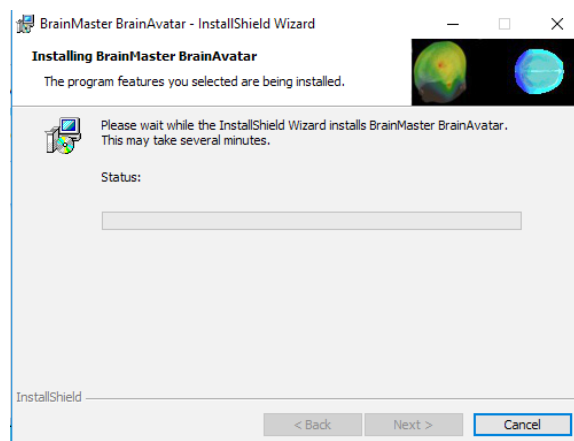 BrainMaster BrainAvatar - InstallShield Wizard
Installing BrainMaster BrainAvatar
The program features you selected are being installed.
Please wait while the InstallShield Wizard installs BrainMaster BrainAvatar.
This may take several minutes.
Status:
InstallShield
< Back Next > Cancel